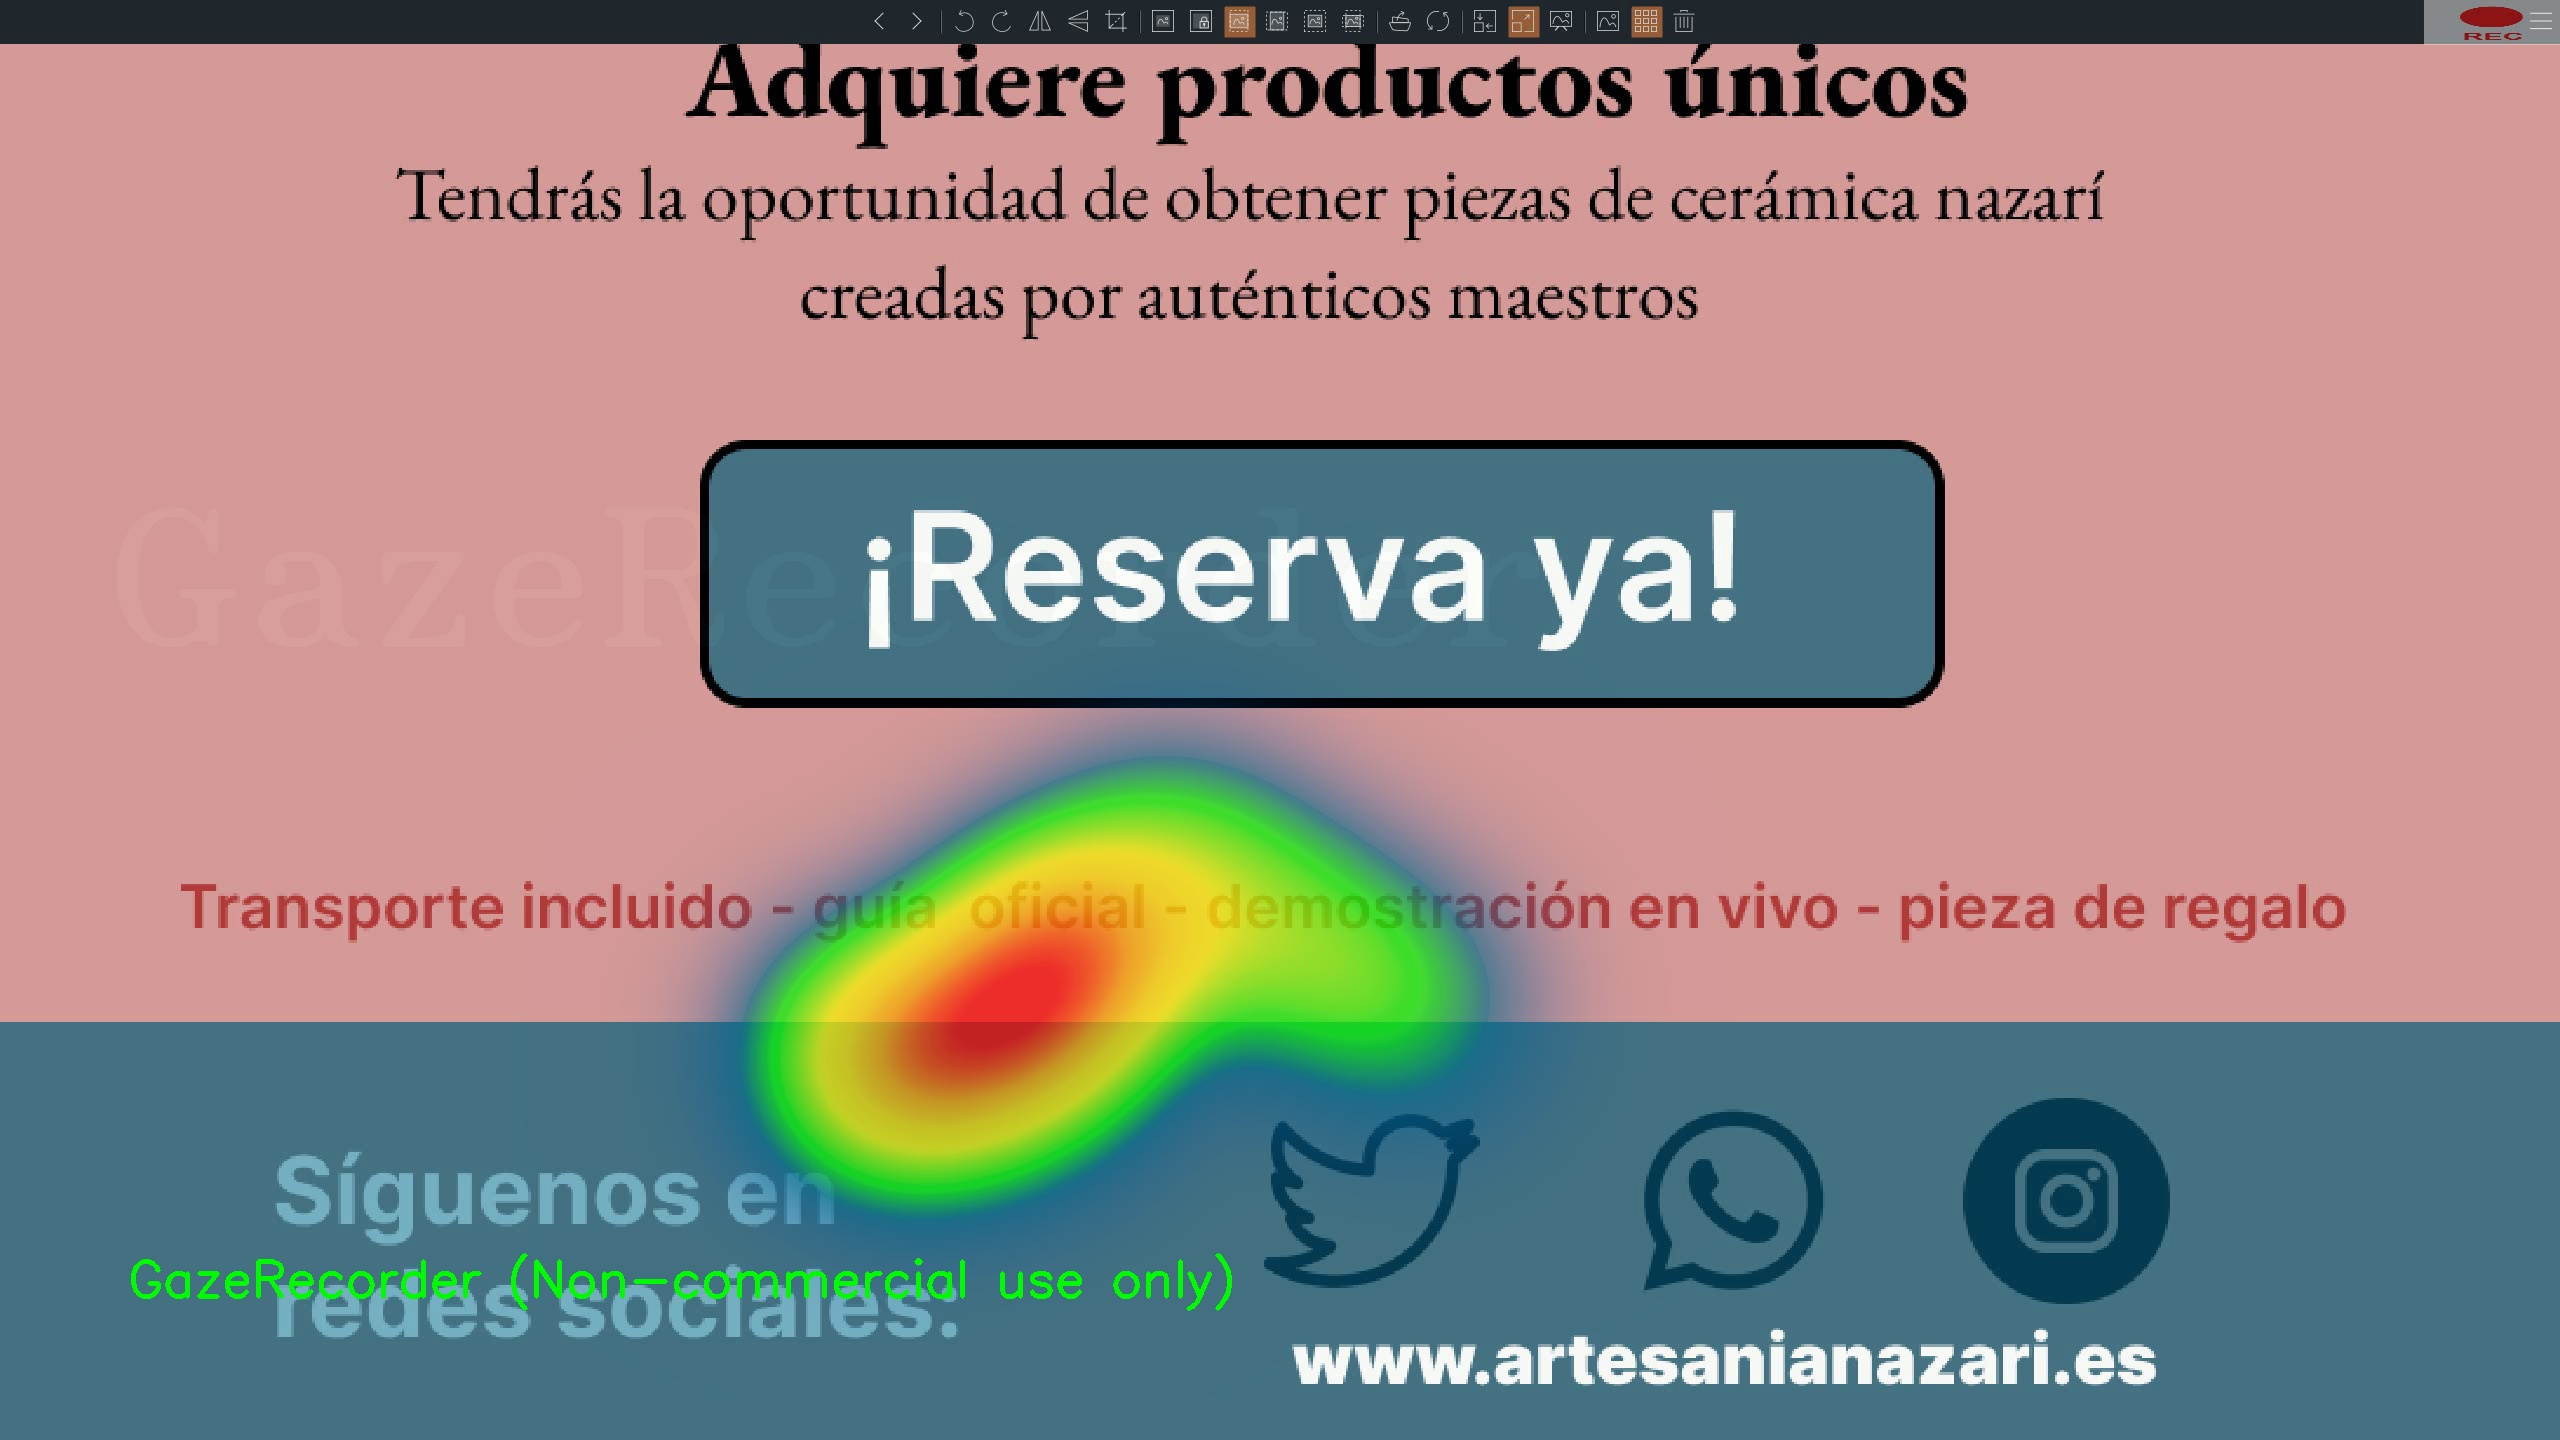 REC
Adquiere productos únicos
Tendrás la oportunidad de obtener piezas de cerámica nazarí
creadas por auténticos maestros
GazeRecorder
¡Reserva ya!
Transporte incluido - guía oficial - demostración en vivo - pieza de regalo
Síguenos en
redes sociales:
GazeRecorder (Non-commercial use only)
www.artesanianazari.es